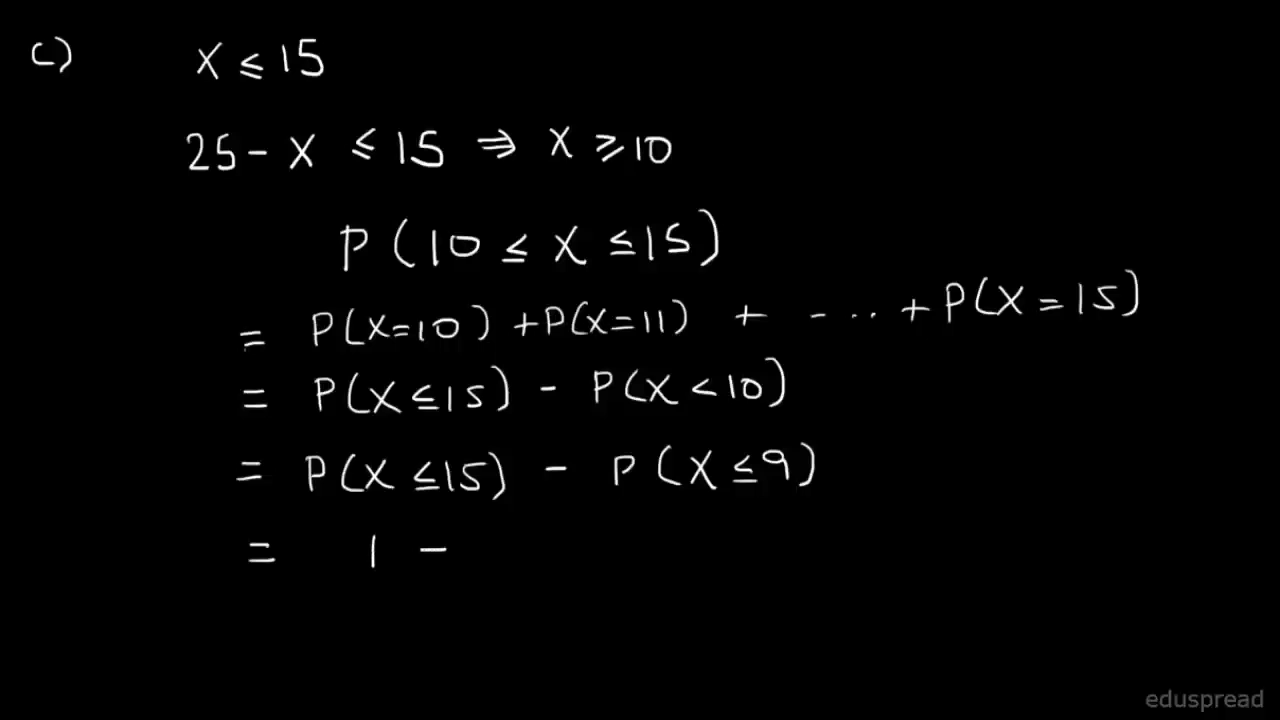 c) X ≤ 15
25 - X ≤ 15 ⇒ X ≥ 10
P(10 ≤ X ≤ 15)
= P(X=10) + P(X=11) + - ... + P(X=15)
= P(X ≤ 15) - P(X < 10)
= P(X ≤ 15) - P(X ≤ 9)
= 1 -
eduspread